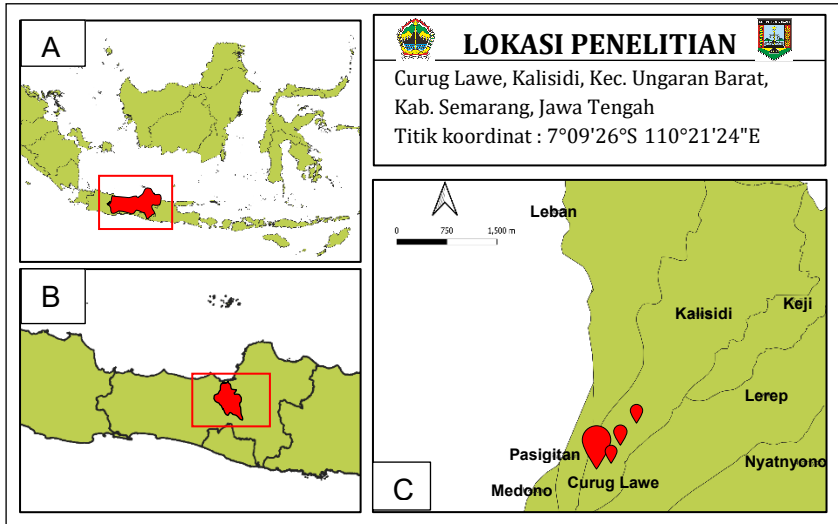 A
LOKASI PENELITIAN
Curug Lawe, Kalisidi, Kec. Ungaran Barat,
Kab. Semarang, Jawa Tengah
Titik koordinat : 7°09'26°S 110°21'24"E
B
Leban
0 750 1,500 m
Kalisidi
Keji
Lerep
Pasigitan
Curug Lawe
Nyatnyono
Medono
C